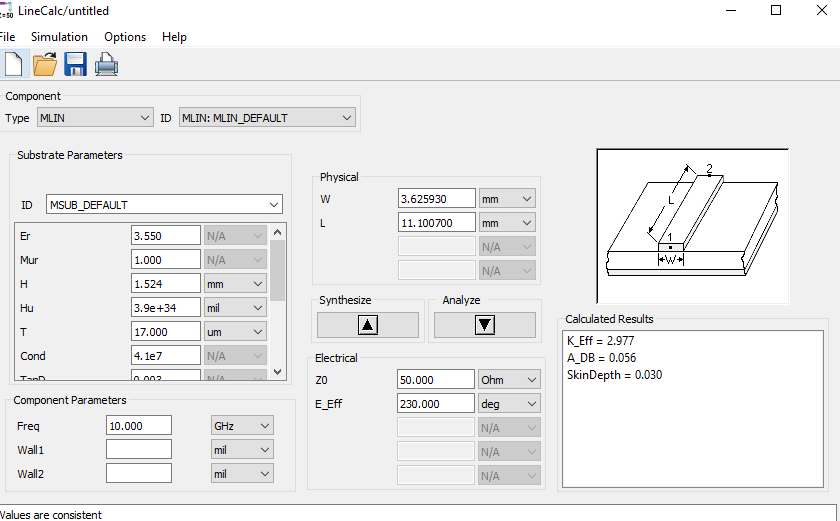 Z=50 LineCalc/untitled
File Simulation Options Help
Component
Type MLIN ID MLIN: MLIN_DEFAULT
Substrate Parameters
ID MSUB_DEFAULT
Er 3.550 N/A
Mur 1.000 N/A
H 1.524 mm
Hu 3.9e+34 mil
T 17.000 um
Cond 4.1e7 N/A
TanD 0.003 N/A
Component Parameters
Freq 10.000 GHz
Wall1 mil
Wall2 mil
Physical
W 3.625930 mm
L 11.100700 mm
N/A
N/A
Synthesize Analyze
Electrical
Z0 50.000 Ohm
E_Eff 230.000 deg
N/A
N/A
N/A
2
L
1
W
Calculated Results
K_Eff = 2.977
A_DB = 0.056
SkinDepth = 0.030
Values are consistent